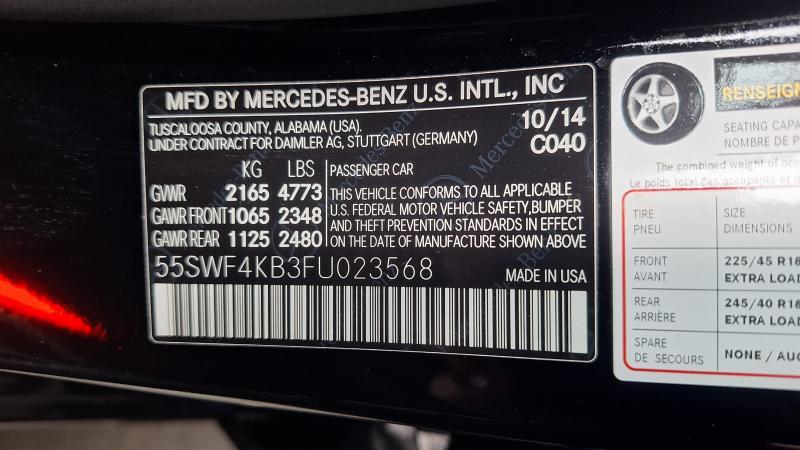 MFD BY MERCEDES-BENZ U.S. INTL., INC
TUSCALOOSA COUNTY, ALABAMA (USA). 10/14
UNDER CONTRACT FOR DAIMLER AG, STUTTGART (GERMANY) C040
KG LBS PASSENGER CAR
GVWR 2165 4773
GAWR FRONT 1065 2348
GAWR REAR 1125 2480
THIS VEHICLE CONFORMS TO ALL APPLICABLE
U.S. FEDERAL MOTOR VEHICLE SAFETY, BUMPER
AND THEFT PREVENTION STANDARDS IN EFFECT
ON THE DATE OF MANUFACTURE SHOWN ABOVE
55SWF4KB3FU023568
MADE IN USA
RENSEIGN
SEATING CAPA
NOMBRE DE P
The combined weight of oc
Le poids total des occupants et d
TIRE SIZE
PNEU DIMENSIONS
FRONT 225/45 R18
AVANT EXTRA LOAD
REAR 245/40 R18
ARRIÈRE EXTRA LOAD
SPARE NONE / AUC
DE SECOURS